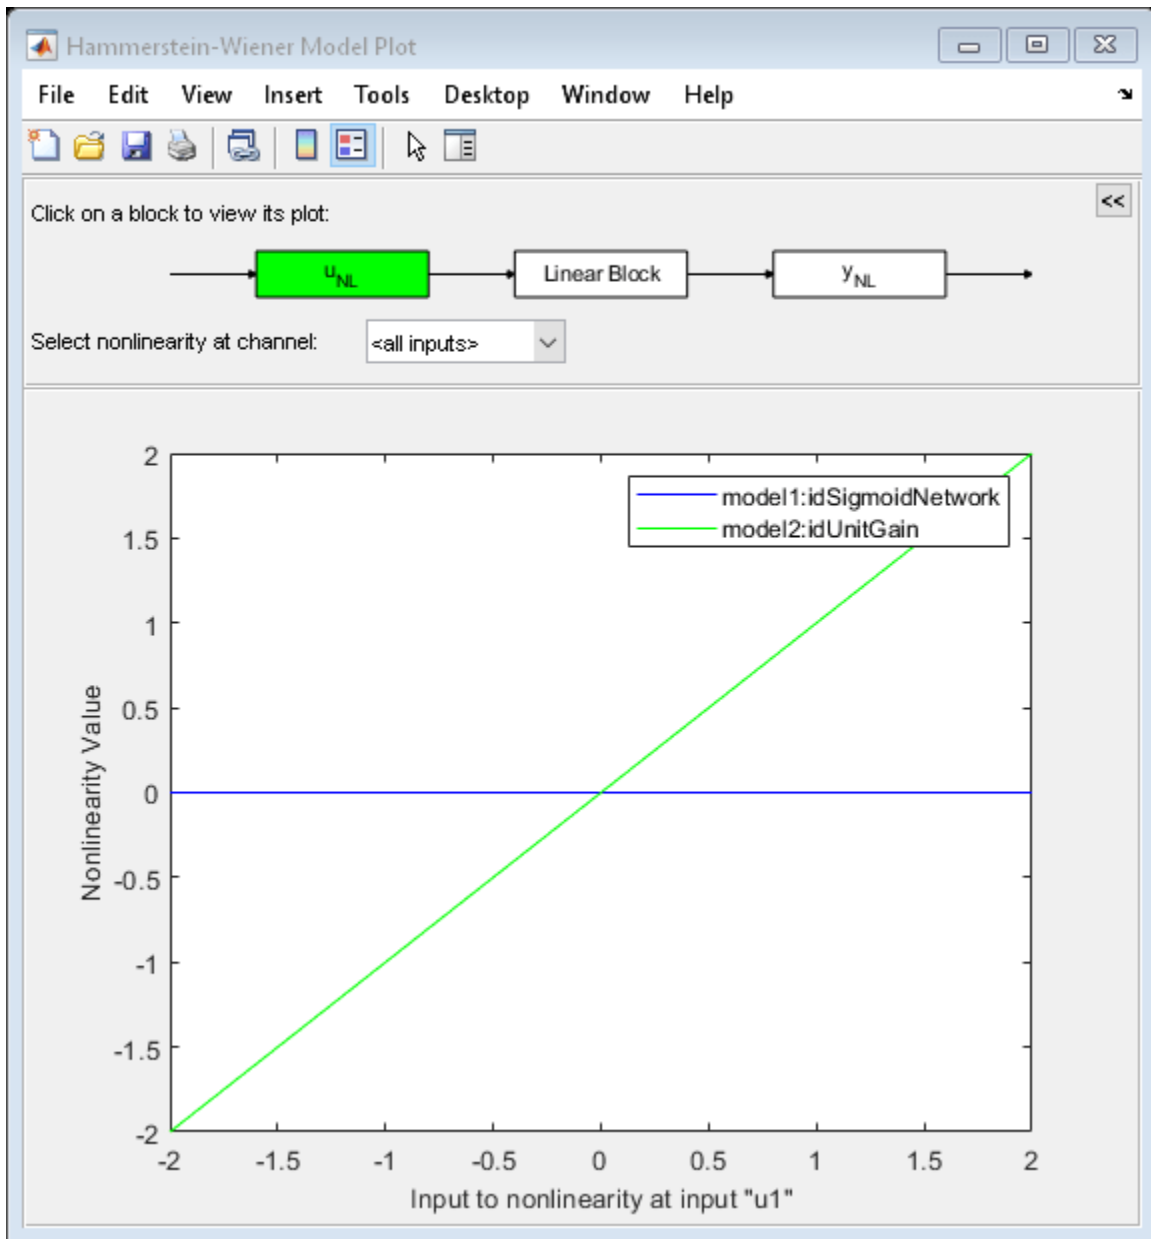 Hammerstein-Wiener Model Plot
File Edit View Insert Tools Desktop Window Help
<<
Click on a block to view its plot:
uNL Linear Block yNL
Select nonlinearity at channel: <all inputs>
model1:idSigmoidNetwork
model2:idUnitGain
Nonlinearity Value
2
1.5
1
0.5
0
-0.5
-1
-1.5
-2
-2 -1.5 -1 -0.5 0 0.5 1 1.5 2
Input to nonlinearity at input "u1"